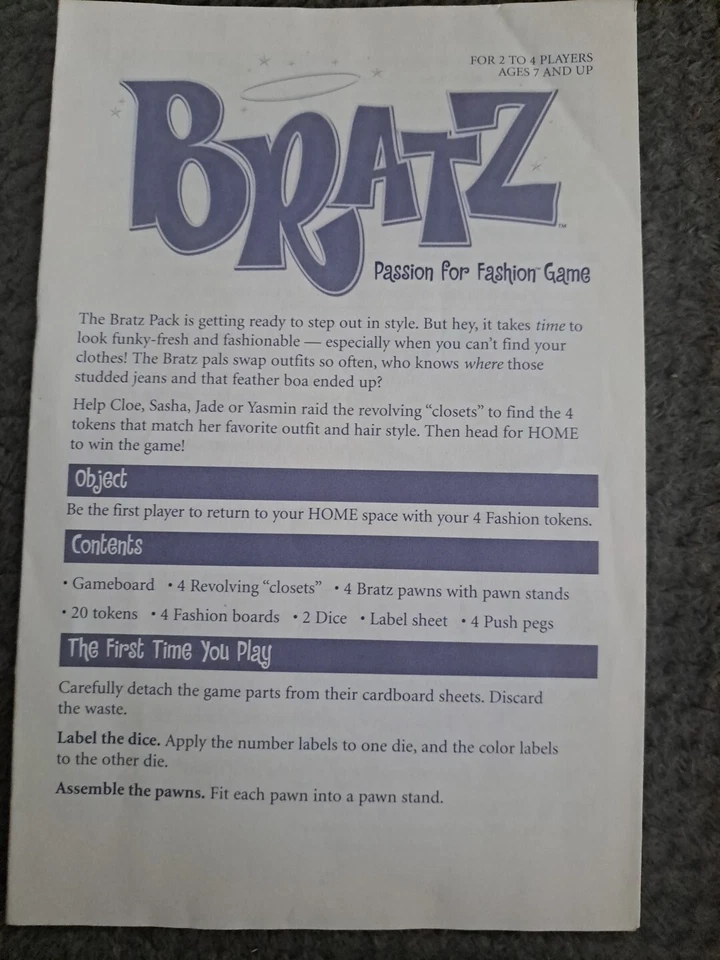 FOR 2 TO 4 PLAYERS
AGES 7 AND UP
BRATZ™
Passion for Fashion™ Game
The Bratz Pack is getting ready to step out in style. But hey, it takes time to
look funky-fresh and fashionable — especially when you can't find your
clothes! The Bratz pals swap outfits so often, who knows where those
studded jeans and that feather boa ended up?
Help Cloe, Sasha, Jade or Yasmin raid the revolving “closets” to find the 4
tokens that match her favorite outfit and hair style. Then head for HOME
to win the game!
Object
Be the first player to return to your HOME space with your 4 Fashion tokens.
Contents
• Gameboard • 4 Revolving “closets” • 4 Bratz pawns with pawn stands
• 20 tokens • 4 Fashion boards • 2 Dice • Label sheet • 4 Push pegs
The First Time You Play
Carefully detach the game parts from their cardboard sheets. Discard
the waste.
Label the dice. Apply the number labels to one die, and the color labels
to the other die.
Assemble the pawns. Fit each pawn into a pawn stand.